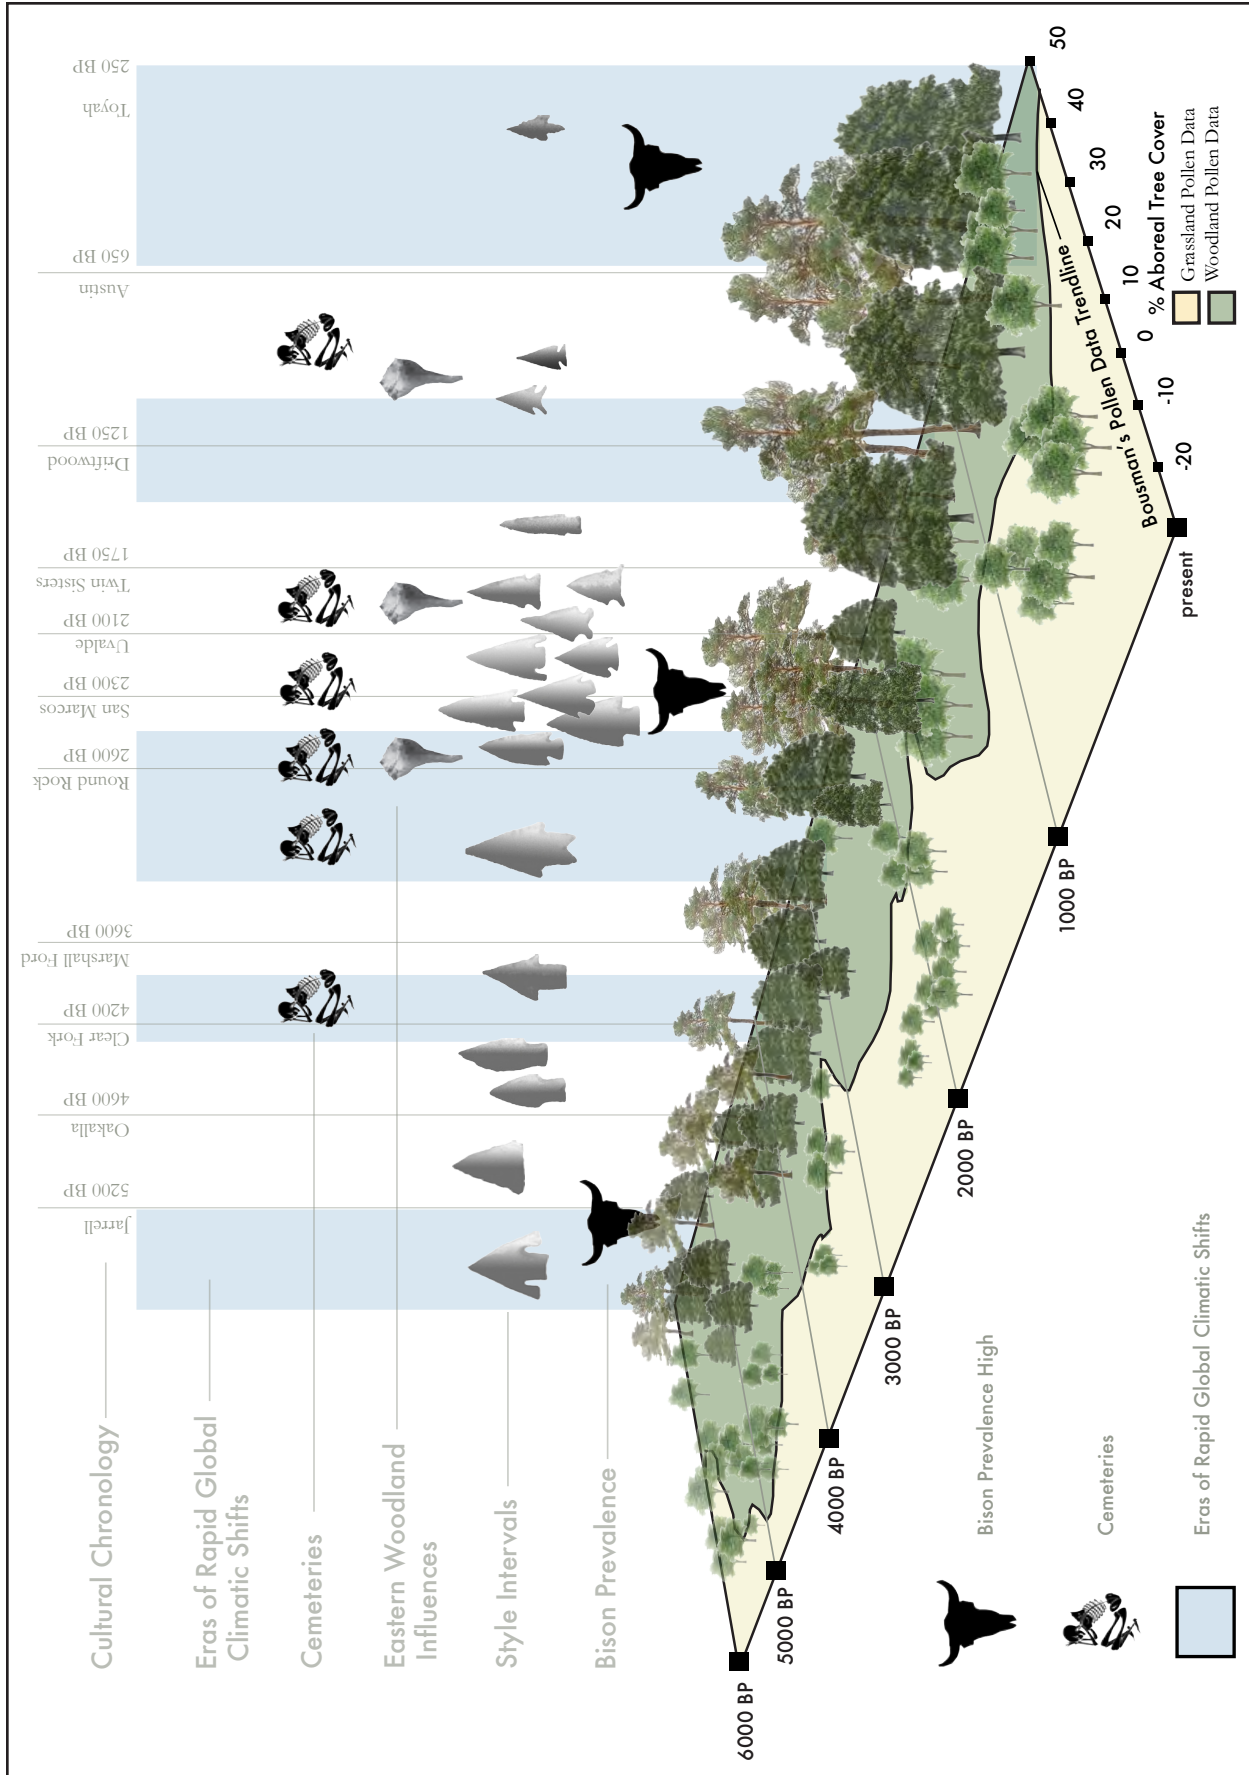 Cultural Chronology
Eras of Rapid Global
Climatic Shifts
Cemeteries
Eastern Woodland
Influences
Style Intervals
Bison Prevalence
Jarrell
5200 BP
Oakalla
4600 BP
Clear Fork
4200 BP
Marshall Ford
3600 BP
Round Rock
2600 BP
San Marcos
2300 BP
Uvalde
2100 BP
Twin Sisters
1750 BP
Driftwood
1250 BP
Austin
650 BP
Toyah
250 BP
6000 BP
5000 BP
4000 BP
3000 BP
2000 BP
1000 BP
present
-20
-10
0
10
20
30
40
50
% Aboreal Tree Cover
Bousman's Pollen Data Trendline
Grassland Pollen Data
Woodland Pollen Data
Bison Prevalence High
Cemeteries
Eras of Rapid Global Climatic Shifts